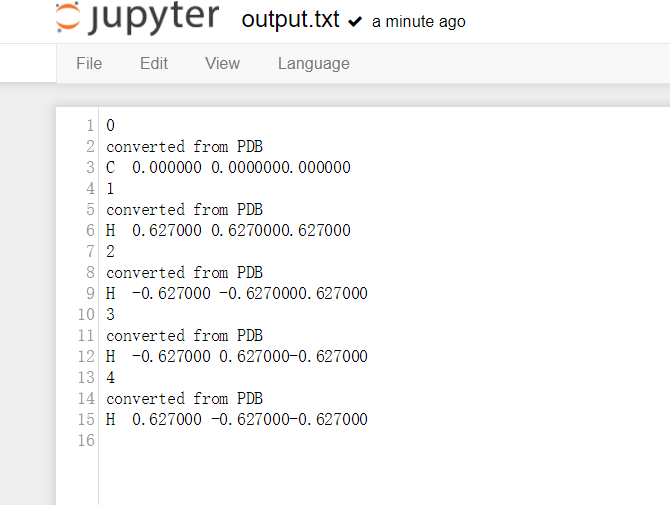 jupyter output.txt a minute ago
File Edit View Language
1 0
2 converted from PDB
3 C 0.000000 0.0000000.000000
4 1
5 converted from PDB
6 H 0.627000 0.6270000.627000
7 2
8 converted from PDB
9 H -0.627000 -0.6270000.627000
10 3
11 converted from PDB
12 H -0.627000 0.627000-0.627000
13 4
14 converted from PDB
15 H 0.627000 -0.627000-0.627000
16